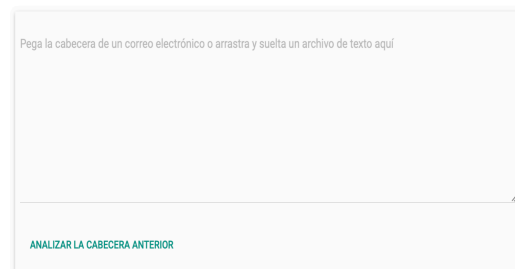 Pega la cabecera de un correo electrónico o arrastra y suelta un archivo de texto aquí
ANALIZAR LA CABECERA ANTERIOR